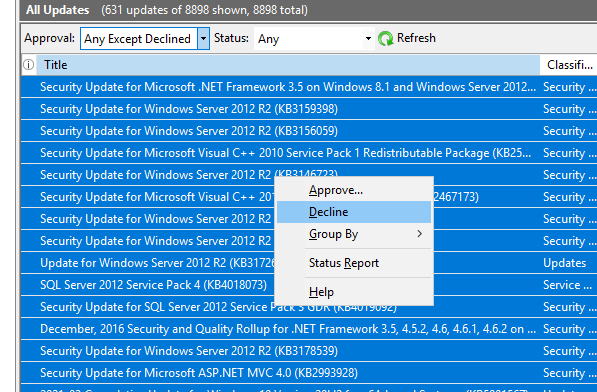 All Updates (631 updates of 8898 shown, 8898 total)
Approval: Any Except Declined Status: Any Refresh
Title Classifi...
Security Update for Microsoft .NET Framework 3.5 on Windows 8.1 and Windows Server 2012... Security ...
Security Update for Windows Server 2012 R2 (KB3159398) Security ...
Security Update for Windows Server 2012 R2 (KB3156059) Security ...
Security Update for Microsoft Visual C++ 2010 Service Pack 1 Redistributable Package (KB25... Security ...
Security Update for Windows Server 2012 R2 (KB3146723) Security ...
Security Update for Microsoft Visual C++ 2467173) Security ...
Security Update for Windows Server 2012 R2 Security ...
Security Update for Windows Server 2012 R2 Security ...
Update for Windows Server 2012 R2 (KB3172 Updates
SQL Server 2012 Service Pack 4 (KB4018073) Service ...
Security Update for SQL Server 2012 Service Pack 3 GDR (KB4019092) Security ...
December, 2016 Security and Quality Rollup for .NET Framework 3.5, 4.5.2, 4.6, 4.6.1, 4.6.2 on ... Security ...
Security Update for Windows Server 2012 R2 (KB3178539) Security ...
Security Update for Microsoft ASP.NET MVC 4.0 (KB2993928) Security ...
Approve...
Decline
Group By
Status Report
Help